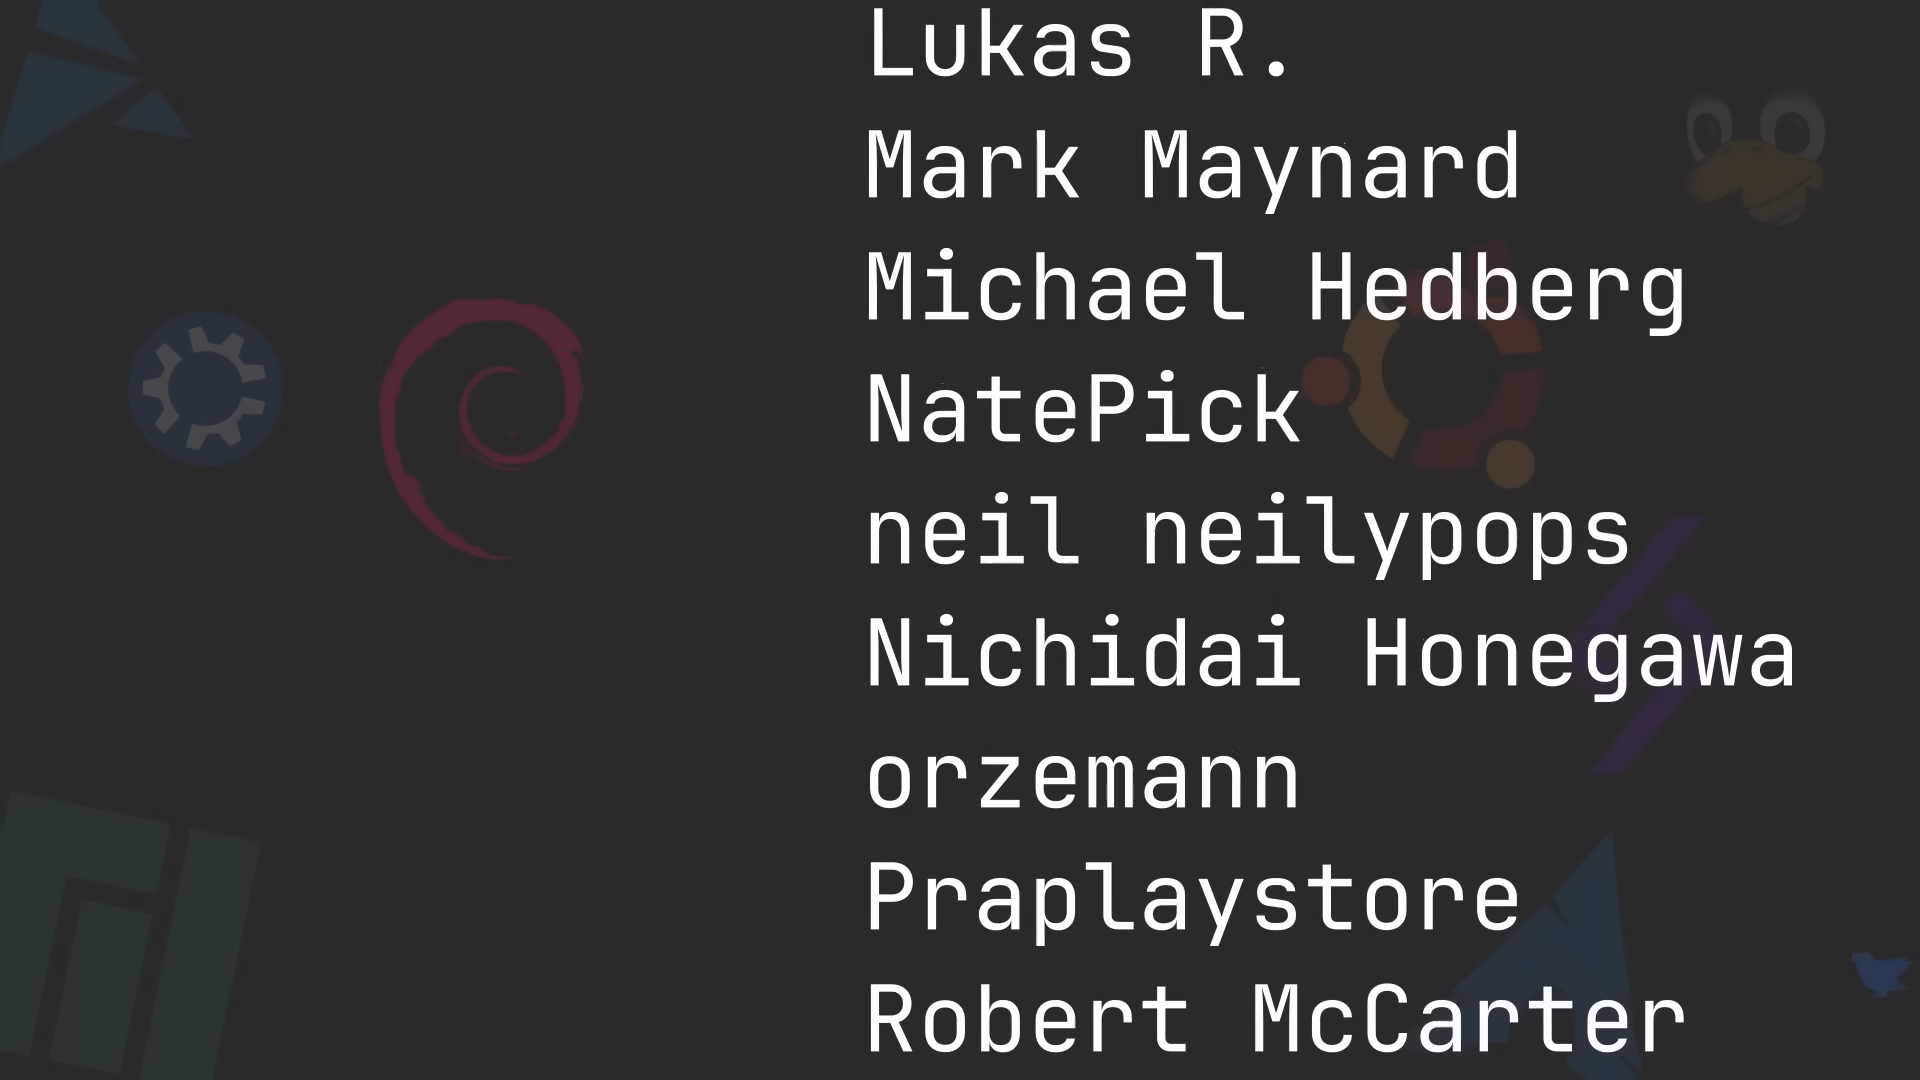 Lukas R.
Mark Maynard
Michael Hedberg
NatePick
neil neilypops
Nichidai Honegawa
orzemann
Praplaystore
Robert McCarter